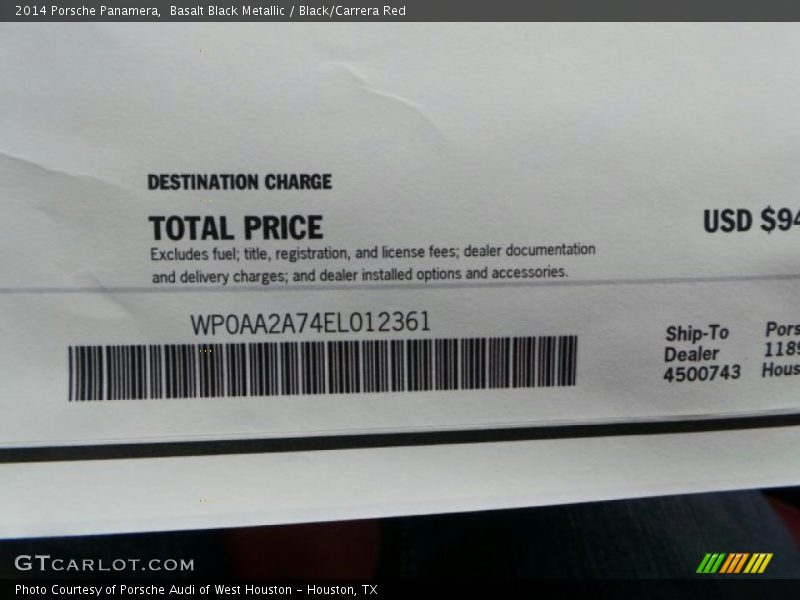 2014 Porsche Panamera,  Basalt Black Metallic / Black/Carrera Red
DESTINATION CHARGE
TOTAL PRICE
USD $94
Excludes fuel; title, registration, and license fees; dealer documentation
and delivery charges; and dealer installed options and accessories.
WP0AA2A74EL012361
Ship-To
Dealer
4500743
Pors
1189
Hous
GTCARLOT.COM
Photo Courtesy of Porsche Audi of West Houston - Houston, TX